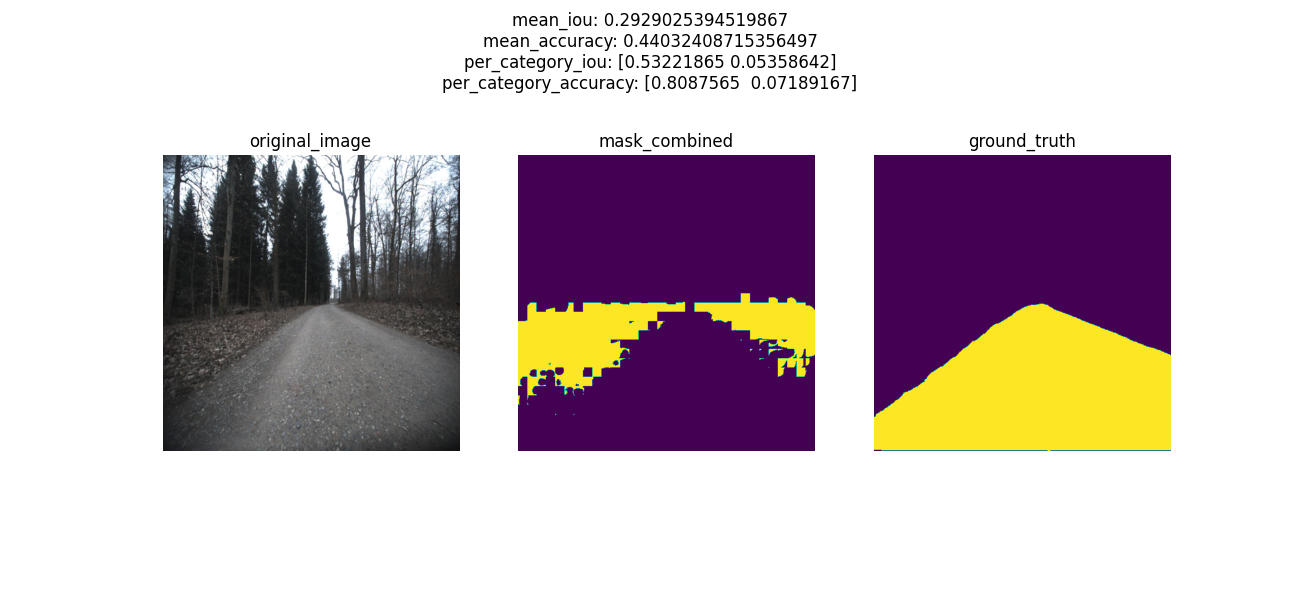 mean_iou: 0.2929025394519867
mean_accuracy: 0.44032408715356497
per_category_iou: [0.53221865 0.05358642]
per_category_accuracy: [0.8087565  0.07189167]
original_image
mask_combined
ground_truth